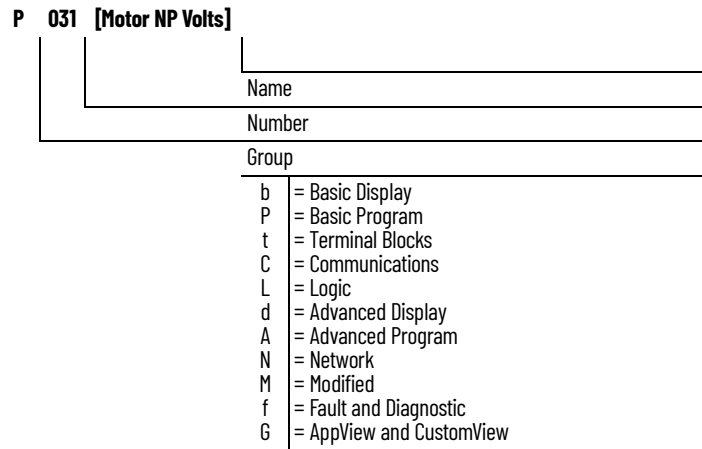 P 031 [Motor NP Volts]
Name
Number
Group
b = Basic Display
P = Basic Program
t = Terminal Blocks
C = Communications
L = Logic
d = Advanced Display
A = Advanced Program
N = Network
M = Modified
f = Fault and Diagnostic
G = AppView and CustomView